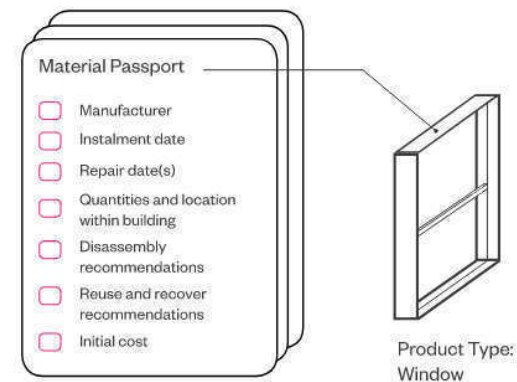 Material Passport
Manufacturer
Instalment date
Repair date(s)
Quantities and location
within building
Disassembly
recommendations
Reuse and recover
recommendations
Initial cost
Product Type:
Window